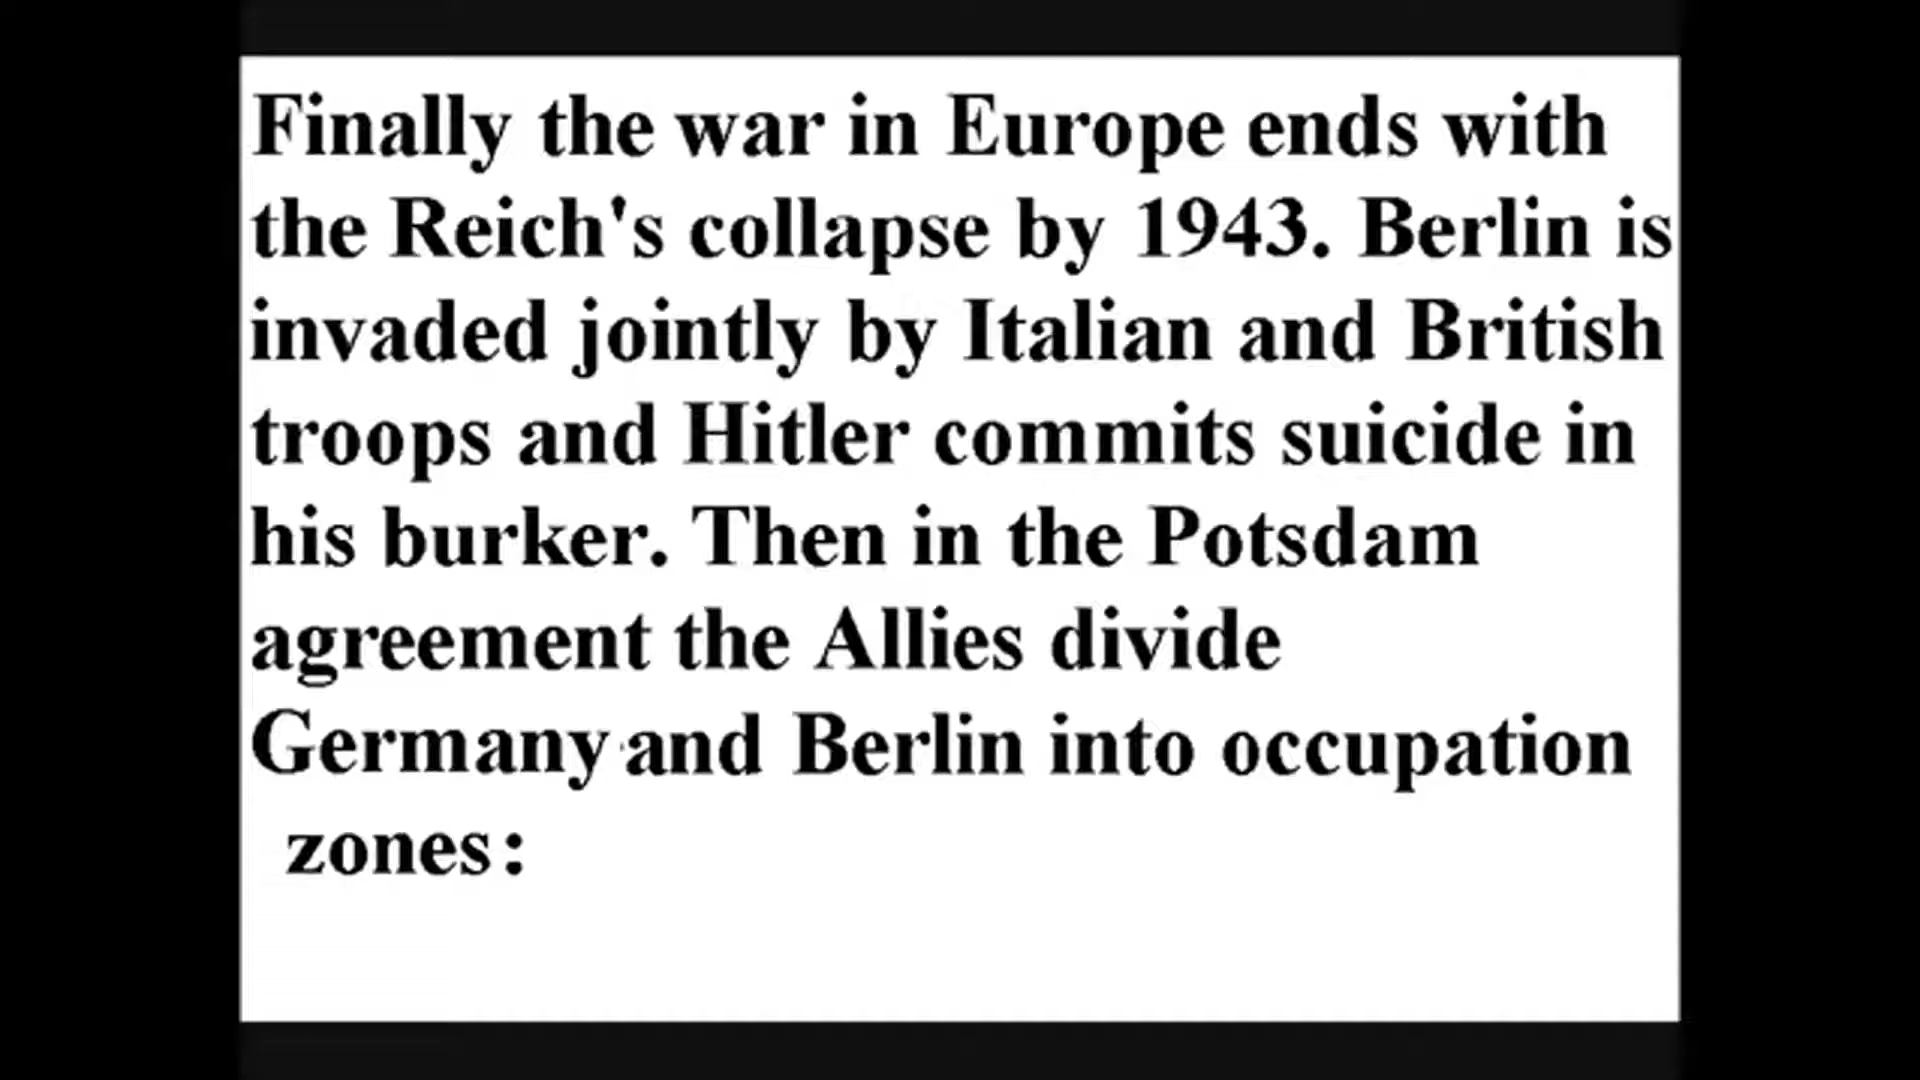 Finally the war in Europe ends with
the Reich's collapse by 1943. Berlin is
invaded jointly by Italian and British
troops and Hitler commits suicide in
his burker. Then in the Potsdam
agreement the Allies divide
Germany and Berlin into occupation
zones: